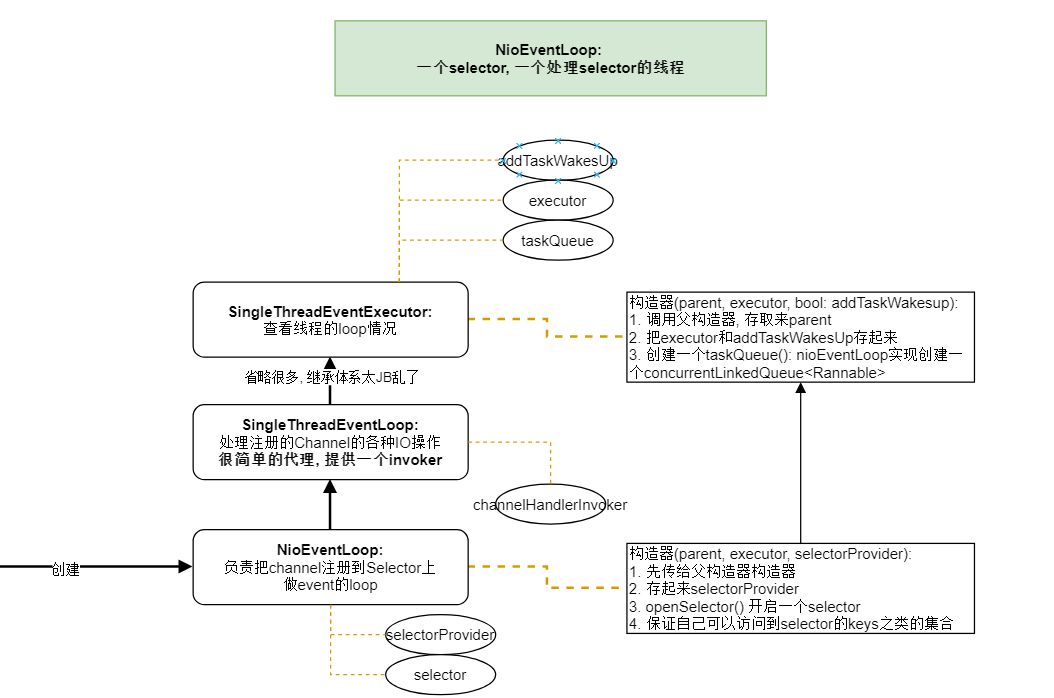 NioEventLoop:
一个selector, 一个处理selector的线程
addTaskWakesUp
executor
taskQueue
SingleThreadEventExecutor:
查看线程的loop情况
构造器(parent, executor, bool: addTaskWakesup):
1. 调用父构造器, 存取来parent
2. 把executor和addTaskWakesUp存起来
3. 创建一个taskQueue(): nioEventLoop实现创建一
个concurrentLinkedQueue<Rannable>
省略很多, 继承体系太JB乱了
SingleThreadEventLoop:
处理注册的Channel的各种IO操作
很简单的代理, 提供一个invoker
channelHandlerInvoker
创建
NioEventLoop:
负责把channel注册到Selector上
做event的loop
构造器(parent, executor, selectorProvider):
1. 先传给父构造器构造器
2. 存起来selectorProvider
3. openSelector() 开启一个selector
4. 保证自己可以访问到selector的keys之类的集合
selectorProvider
selector